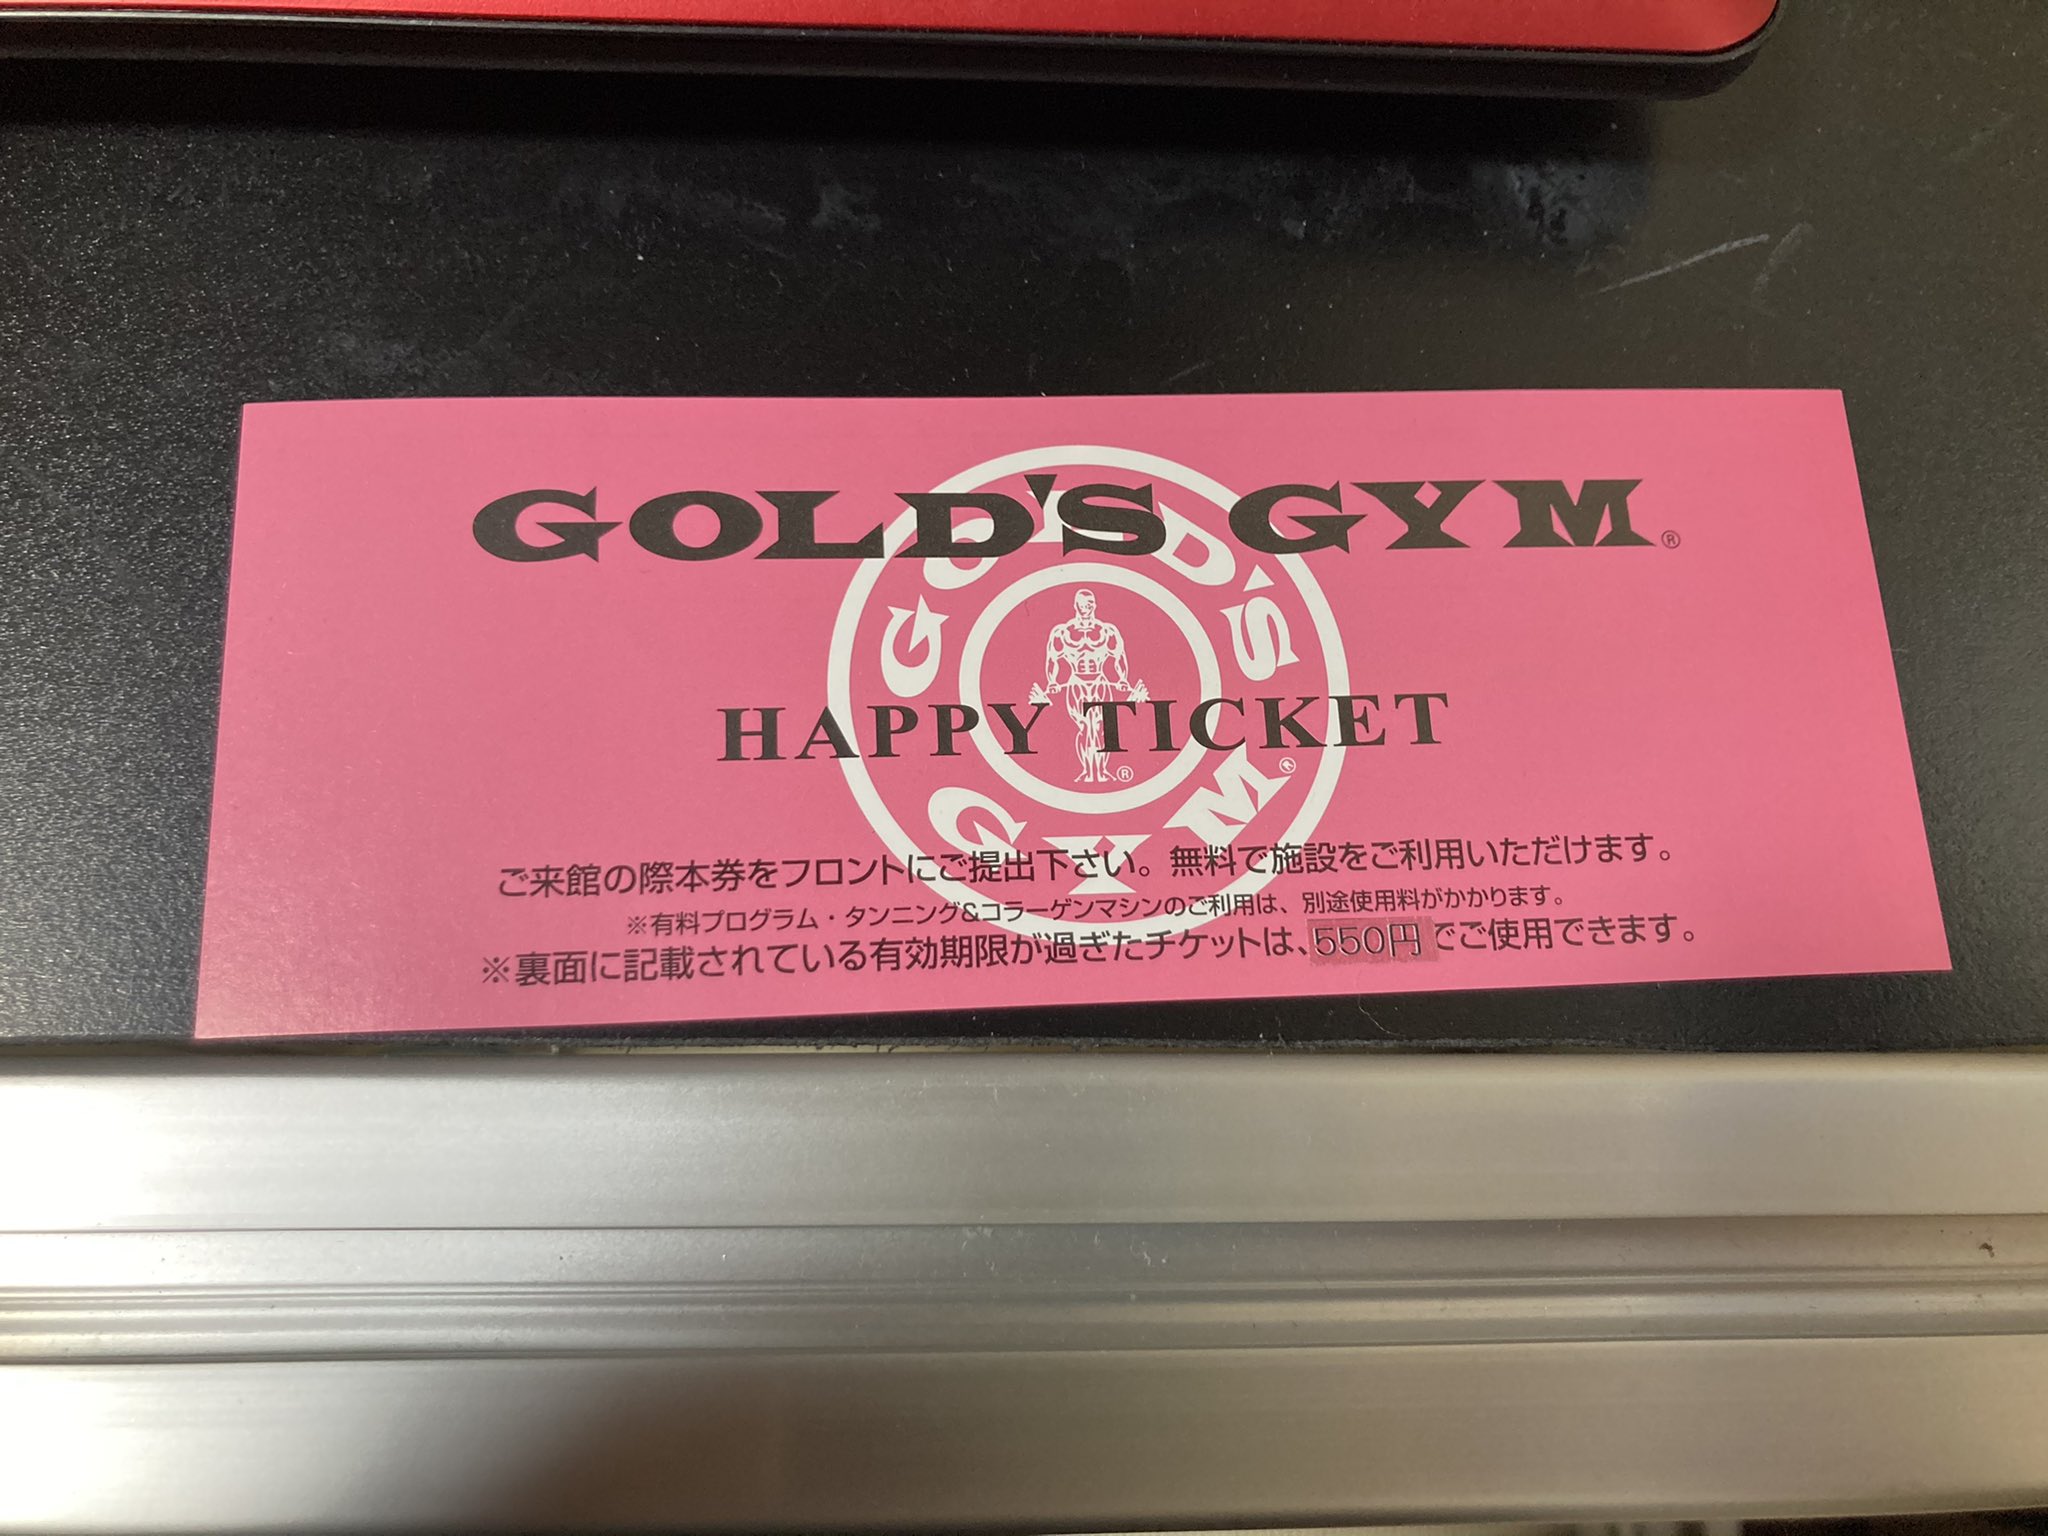 GOLD'S GYM®
GOLD'S
HAPPY TICKET
®
GYM®
ご来館の際本券をフロントにご提出下さい。無料で施設をご利用いただけます。
※有料プログラム・タンニング&コラーゲンマシンのご利用は、別途使用料がかかります。
※裏面に記載されている有効期限が過ぎたチケットは、550円でご使用できます。